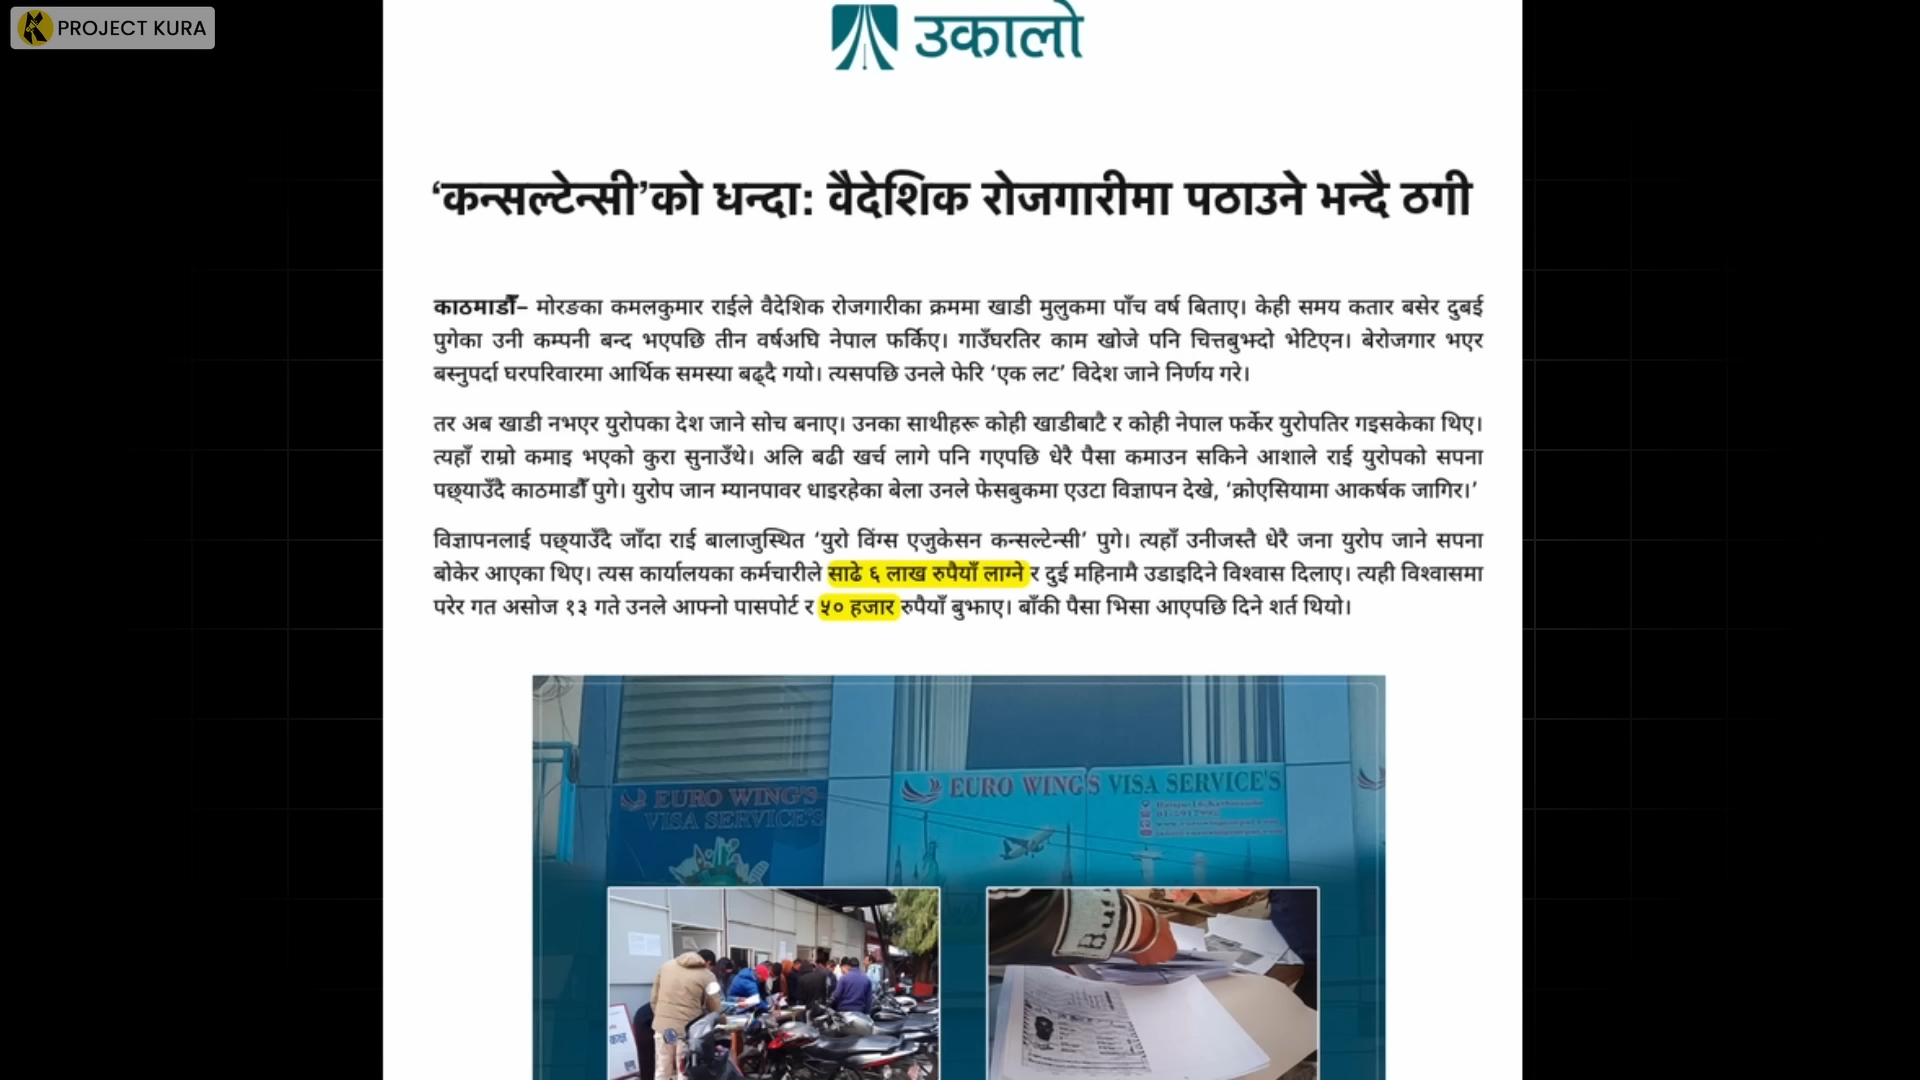 PROJECT KURA
उकालो
‘कन्सल्टेन्सी’को धन्दा: वैदेशिक रोजगारीमा पठाउने भन्दै ठगी
काठमाडौँ– मोरङका कमलकुमार राईले वैदेशिक रोजगारीका क्रममा खाडी मुलुकमा पाँच वर्ष बिताए। केही समय कतार बसेर दुबई
पुगेका उनी कम्पनी बन्द भएपछि तीन वर्षअघि नेपाल फर्किए। गाउँघरतिर काम खोजे पनि चित्तबुझ्दो भेटिएन। बेरोजगार भएर
बस्नुपर्दा घरपरिवारमा आर्थिक समस्या बढ्दै गयो। त्यसपछि उनले फेरि ‘एक लट’ विदेश जाने निर्णय गरे।
तर अब खाडी नभएर युरोपका देश जाने सोच बनाए। उनका साथीहरू कोही खाडीबाटै र कोही नेपाल फर्केर युरोपतिर गइसकेका थिए।
त्यहाँ राम्रो कमाइ भएको कुरा सुनाउँथे। अलि बढी खर्च लागे पनि गएपछि धेरै पैसा कमाउन सकिने आशाले राई युरोपको सपना
पछ्याउँदै काठमाडौँ पुगे। युरोप जान म्यानपावर धाइरहेका बेला उनले फेसबुकमा एउटा विज्ञापन देखे, ‘क्रोएसियामा आकर्षक जागिर।’
विज्ञापनलाई पछ्याउँदै जाँदा राई बालाजुस्थित ‘युरो विंग्स एजुकेसन कन्सल्टेन्सी’ पुगे। त्यहाँ उनीजस्तै धेरै जना युरोप जाने सपना
बोकेर आएका थिए। त्यस कार्यालयका कर्मचारीले साढे ६ लाख रुपैयाँ लाग्ने र दुई महिनामै उडाइदिने विश्वास दिलाए। त्यही विश्वासमा
परेर गत असोज १३ गते उनले आफ्नो पासपोर्ट र ५० हजार रुपैयाँ बुझाए। बाँकी पैसा भिसा आएपछि दिने शर्त थियो।
EURO WING'S VISA SERVICE'S
EURO WING'S
VISA SERVICE'S